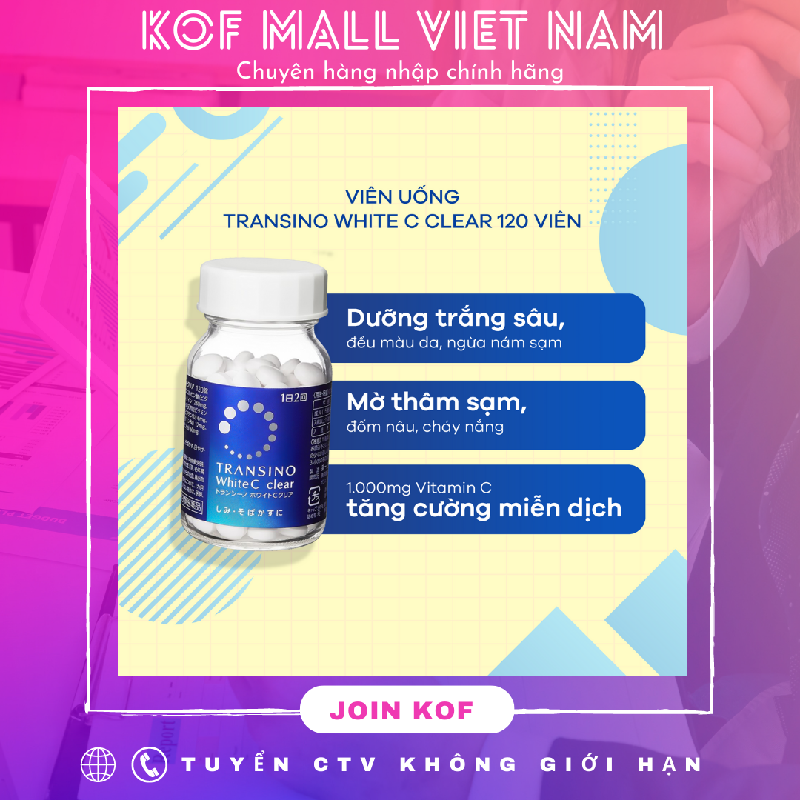 KOF MALL VIET NAM
Chuyên hàng nhập chính hãng
VIÊN UỐNG
TRANSINO WHITE C CLEAR 120 VIÊN
Dưỡng trắng sâu,
đều màu da, ngừa nám sạm
Mờ thâm sạm,
đốm nâu, cháy nắng
1.000mg Vitamin C
tăng cường miễn dịch
1日2回
TRANSINO
White C clear
トランシーノ ホワイトCクリア
しみ・そばかすに
JOIN KOF
TUYỂN CTV KHÔNG GIỚI HẠN